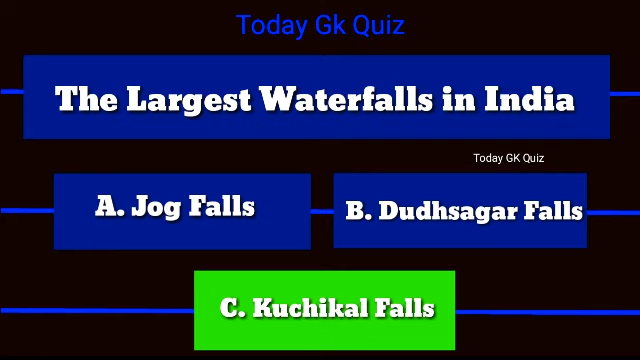 Today Gk Quiz
The Largest Waterfalls in India
Today GK Quiz
A. Jog Falls
B. Dudhsagar Falls
C. Kuchikal Falls